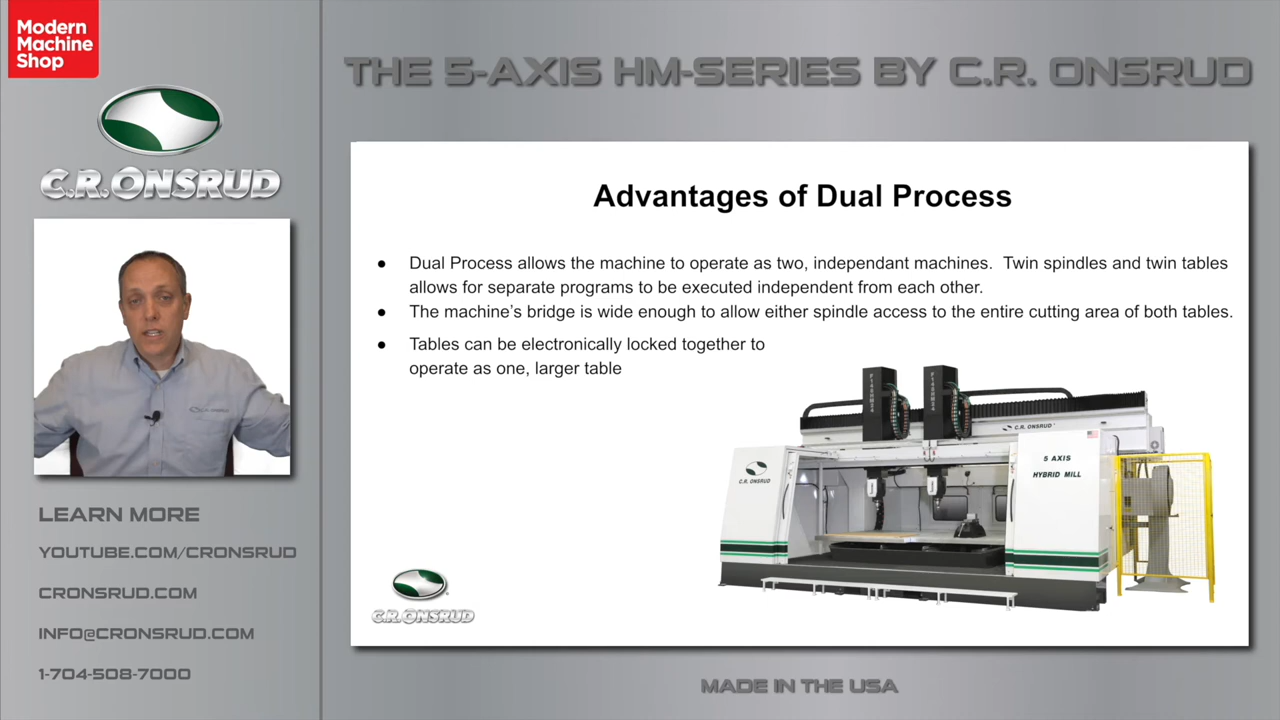 Modern
Machine
Shop
THE 5-AXIS HM-SERIES BY C.R. ONSRUD
C.R.ONSRUD
Advantages of Dual Process
● Dual Process allows the machine to operate as two, independant machines. Twin spindles and twin tables
allows for separate programs to be executed independent from each other.
● The machine's bridge is wide enough to allow either spindle access to the entire cutting area of both tables.
● Tables can be electronically locked together to
operate as one, larger table
F148HM24
F148HM24
C.R. ONSRUD
C.R. ONSRUD
5 AXIS
HYBRID MILL
C.R.ONSRUD
LEARN MORE
YOUTUBE.COM/CRONSRUD
CRONSRUD.COM
INFO@CRONSRUD.COM
1-704-508-7000
MADE IN THE USA